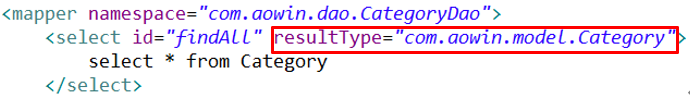 <mapper namespace="com.aowin.dao.CategoryDao">
<select id="findAll" resultType="com.aowin.model.Category">
select * from Category
</select>